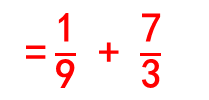 = 1/9 + 7/3